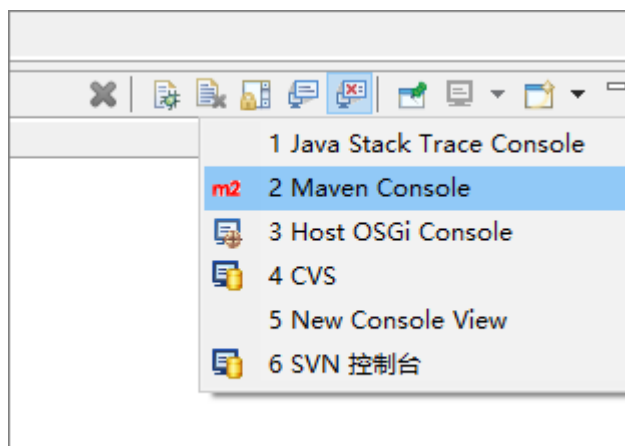 1 Java Stack Trace Console
m2 2 Maven Console
3 Host OSGi Console
4 CVS
5 New Console View
6 SVN 控制台